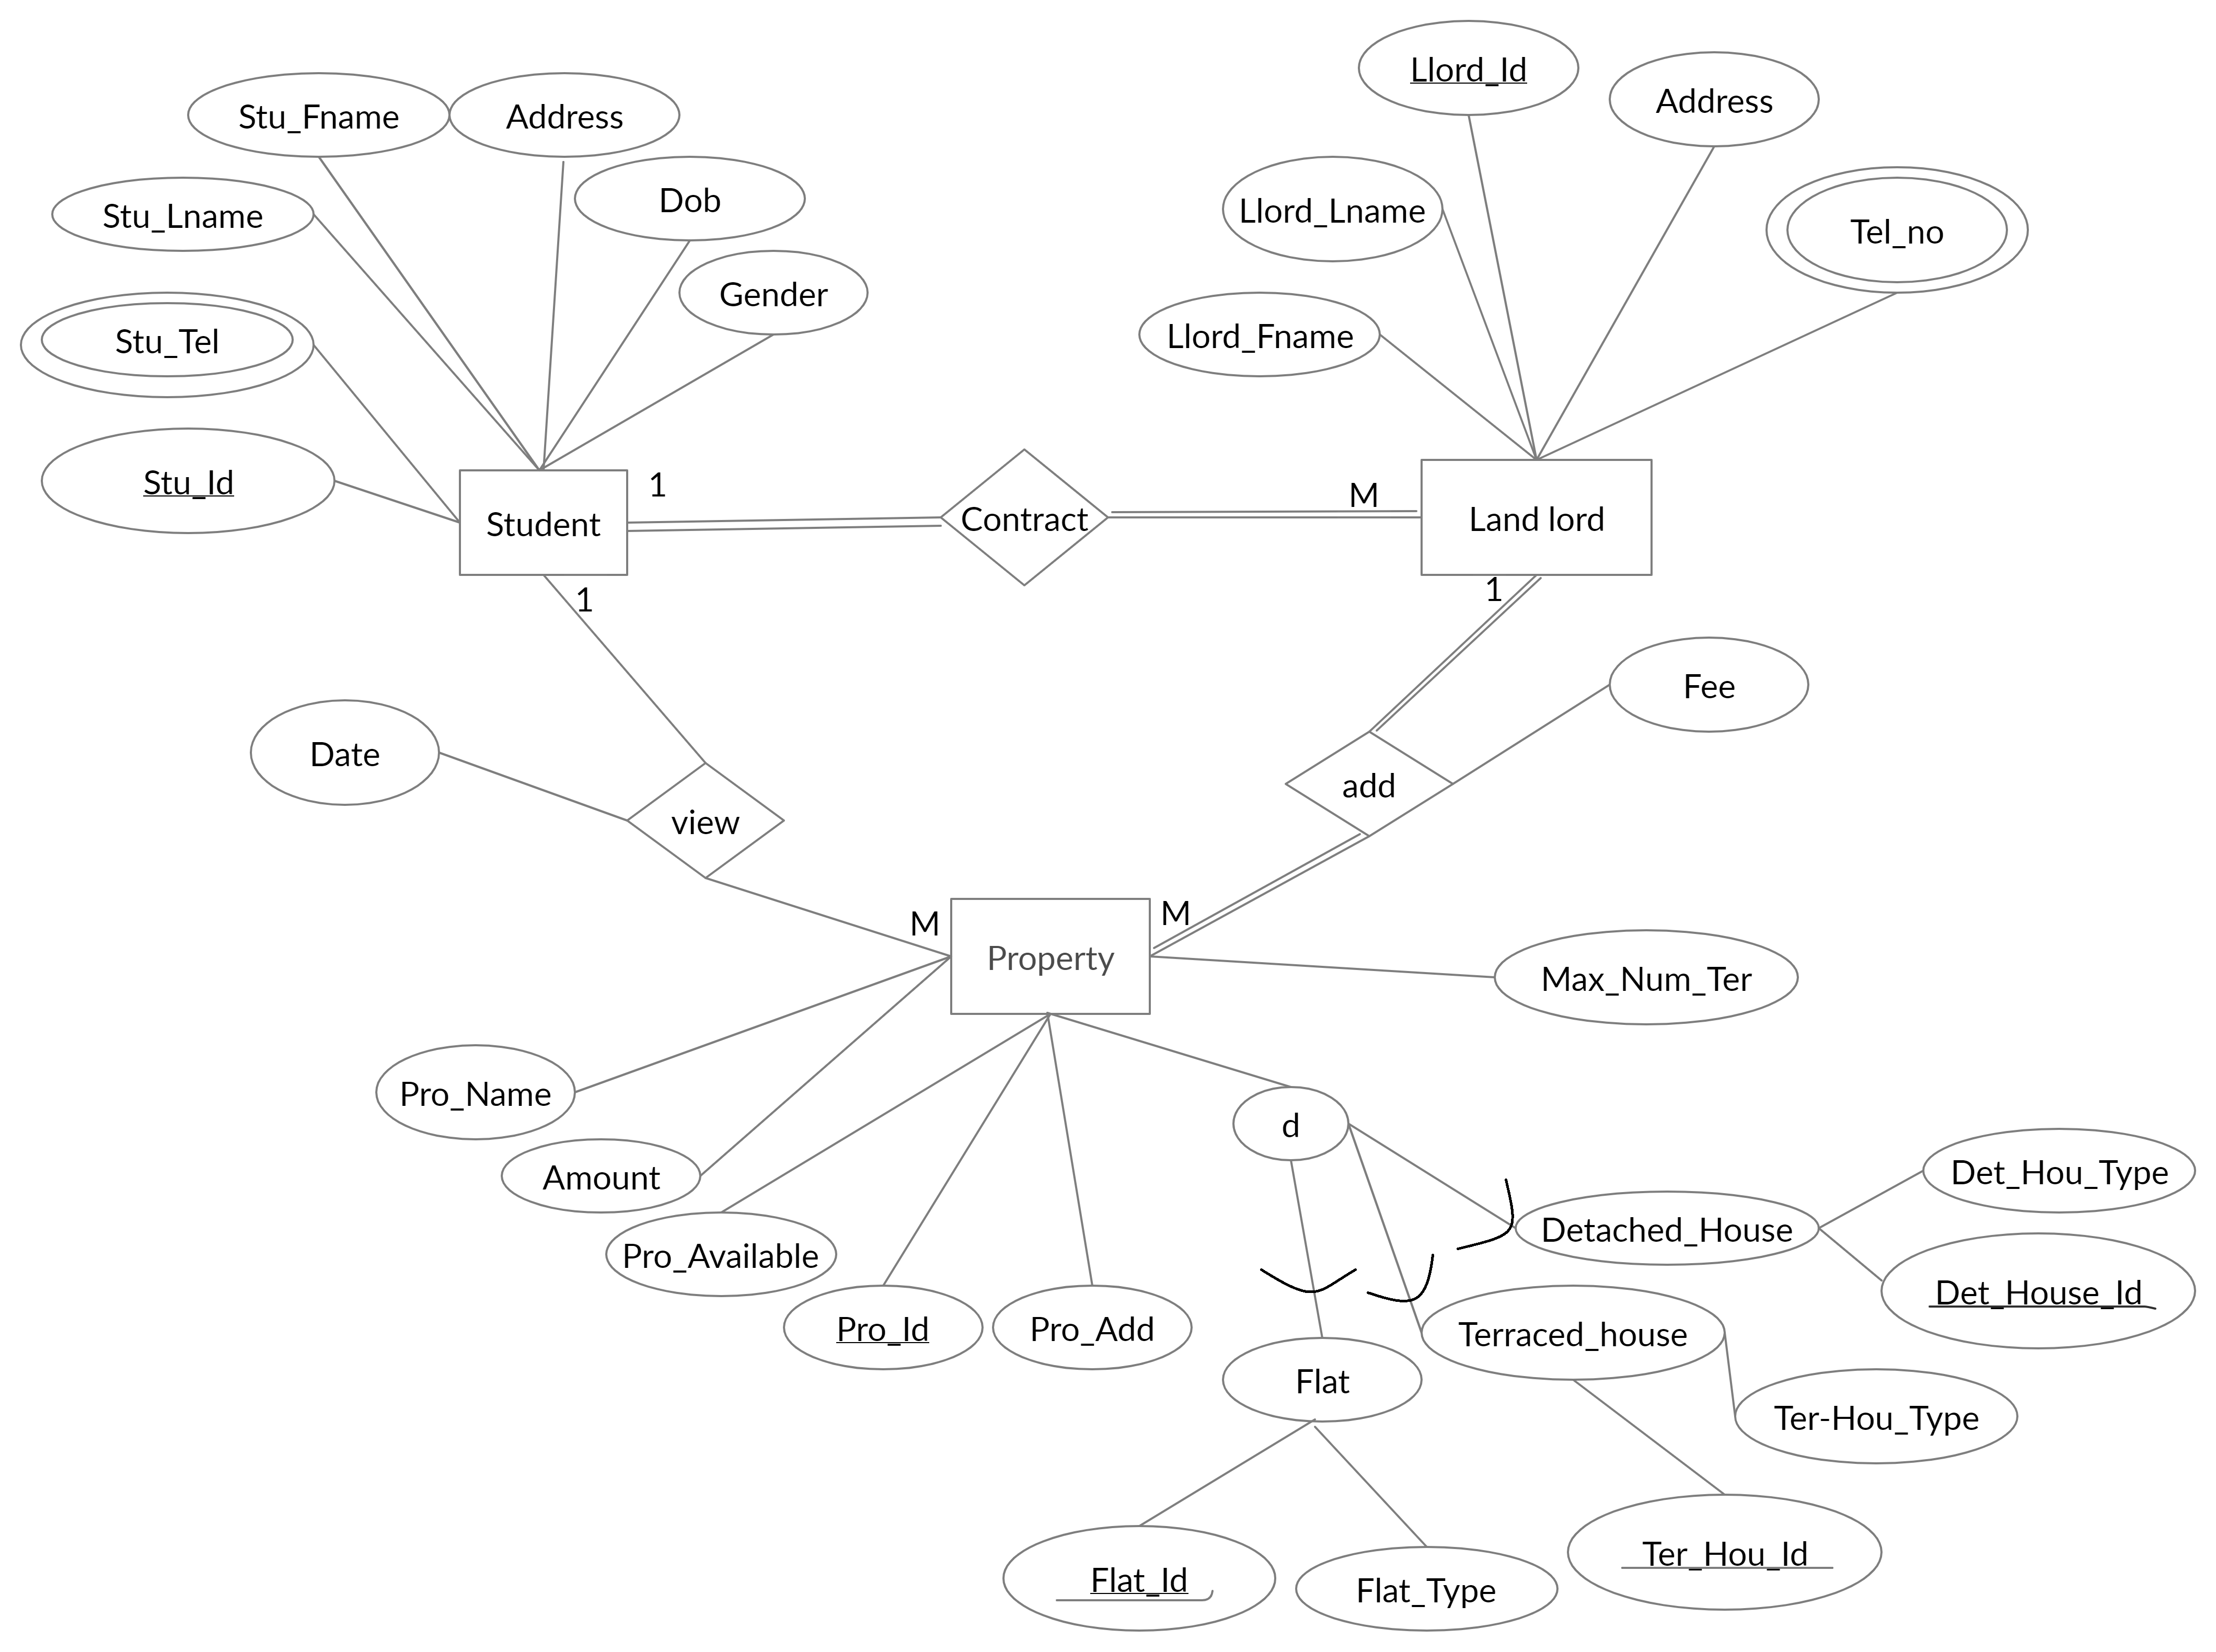 Llord_Id
Stu_Fname
Address
Address
Stu_Lname
Dob
Llord_Lname
Tel_no
Gender
Stu_Tel
Llord_Fname
Stu_Id
1
M
Student
Contract
Land lord
1
1
Fee
Date
view
add
M
M
Property
Max_Num_Ter
Pro_Name
d
Amount
Det_Hou_Type
Pro_Available
Detached_House
Det_House_Id
Pro_Id
Pro_Add
Terraced_house
Flat
Ter-Hou_Type
Ter_Hou_Id
Flat_Id
Flat_Type